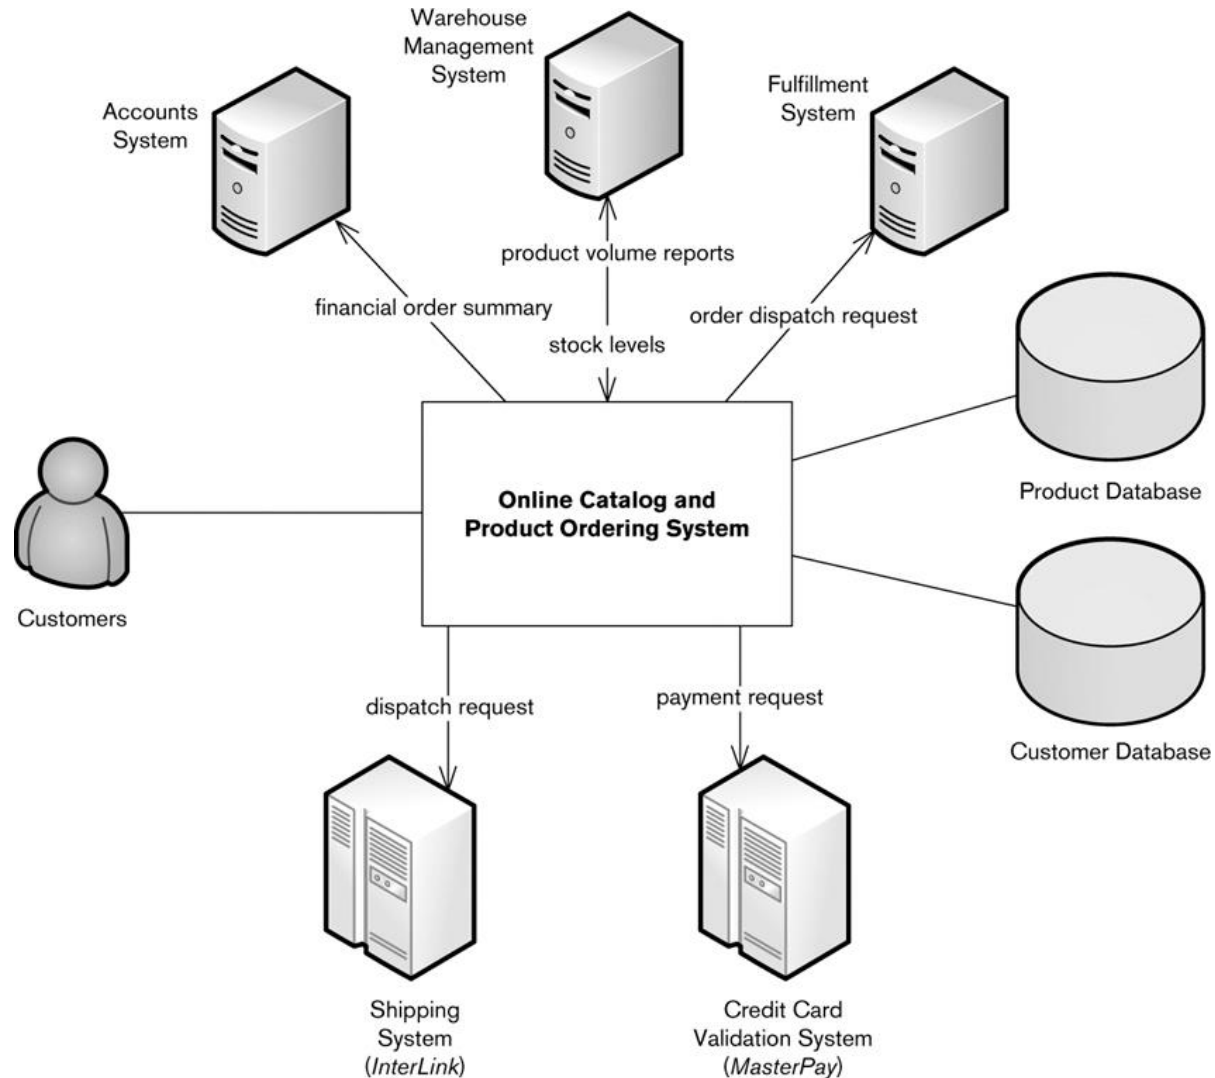 Warehouse
Management
System
Accounts
System
Fulfillment
System
product volume reports
financial order summary
order dispatch request
stock levels
Online Catalog and
Product Ordering System
Product Database
Customers
dispatch request
payment request
Customer Database
Shipping
System
(InterLink)
Credit Card
Validation System
(MasterPay)